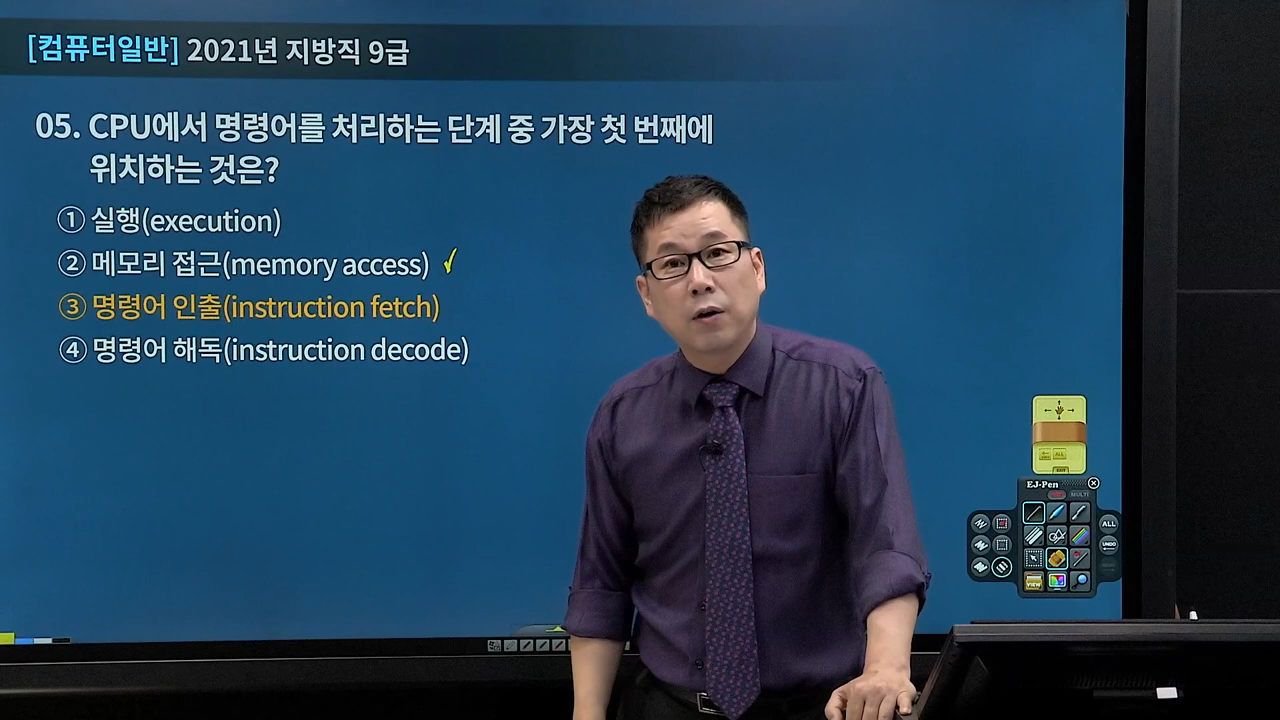 [컴퓨터일반] 2021년 지방직 9급
05. CPU에서 명령어를 처리하는 단계 중 가장 첫 번째에
위치하는 것은?
① 실행(execution)
② 메모리 접근(memory access) ✓
③ 명령어 인출(instruction fetch)
④ 명령어 해독(instruction decode)
EJ-Pen
MULTI
ALL
UNDO
VIEW